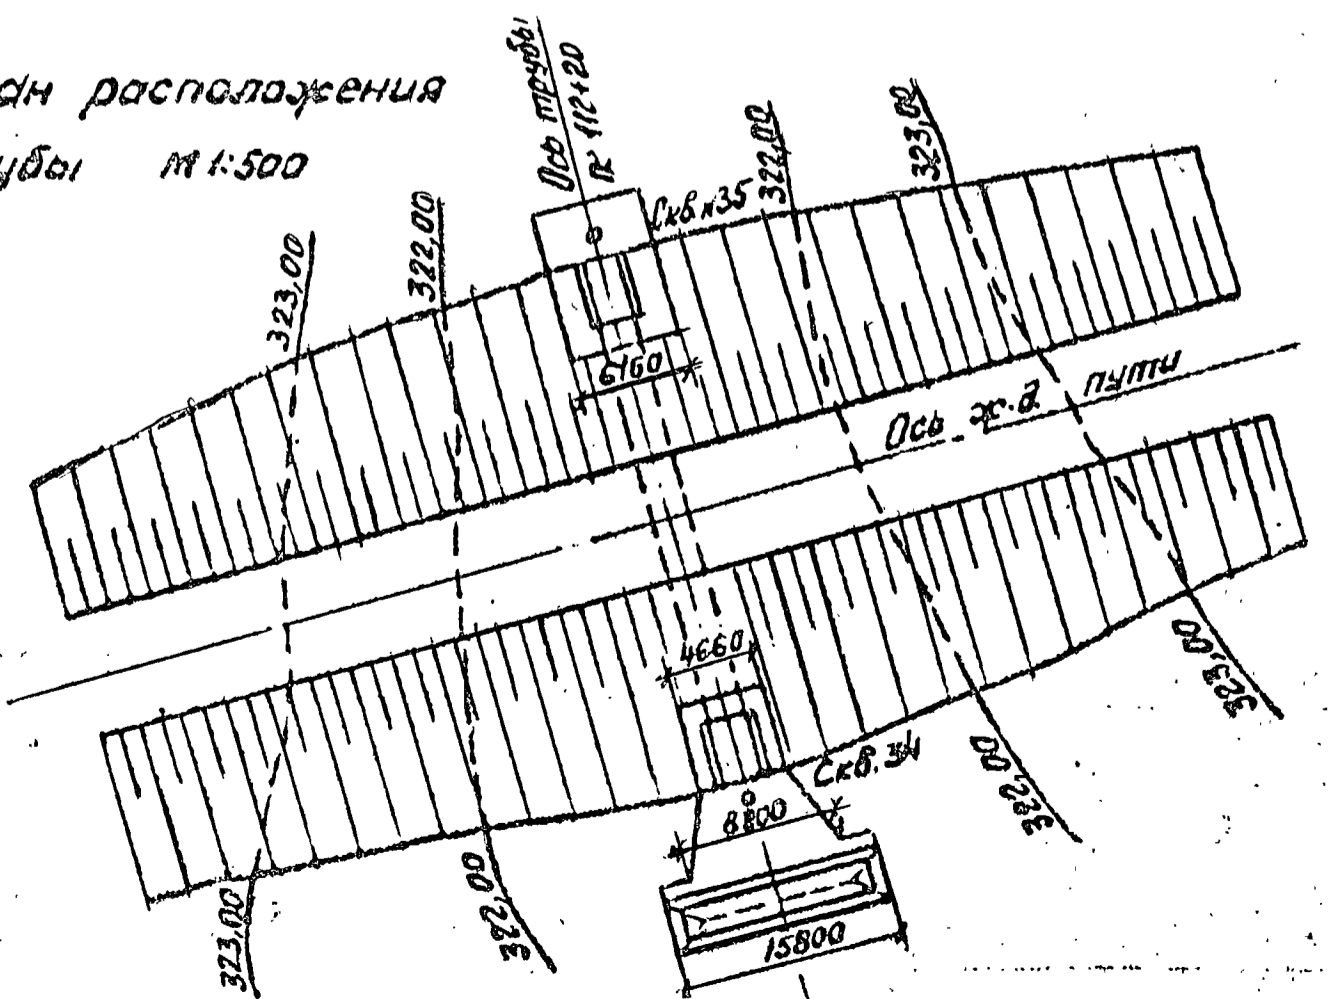 ан расположения
убы М 1:500
Ось трубы
ПК 112+20
323,00
322,00
Скв. №35
322,00
323,00
6160
Ось ж.д. пути
4660
Скв. 34
8800
15800
323,00
322,00
322,00
323,00